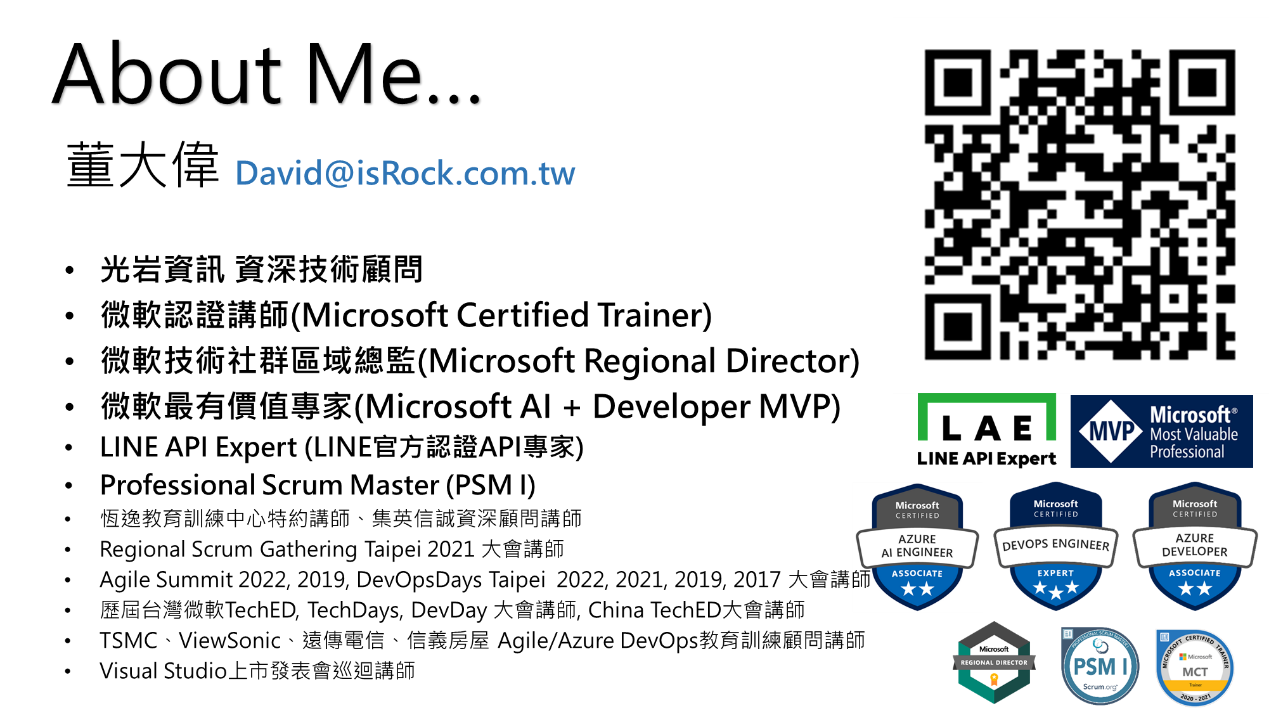 About Me...
董大偉 David@isRock.com.tw
• 光岩資訊 資深技術顧問
• 微軟認證講師(Microsoft Certified Trainer)
• 微軟技術社群區域總監(Microsoft Regional Director)
• 微軟最有價值專家(Microsoft AI + Developer MVP)
• LINE API Expert (LINE官方認證API專家)
• Professional Scrum Master (PSM I)
• 恆逸教育訓練中心特約講師、集英信誠資深顧問講師
• Regional Scrum Gathering Taipei 2021 大會講師
• Agile Summit 2022, 2019, DevOpsDays Taipei 2022, 2021, 2019, 2017 大會講師
• 歷屆台灣微軟TechED, TechDays, DevDay 大會講師, China TechED大會講師
• TSMC、ViewSonic、遠傳電信、信義房屋 Agile/Azure DevOps教育訓練顧問講師
• Visual Studio上市發表會巡迴講師
LAE
LINE API Expert
MVP
Microsoft®
Most Valuable
Professional
Microsoft
CERTIFIED
AZURE
AI ENGINEER
ASSOCIATE
Microsoft
CERTIFIED
DEVOPS ENGINEER
EXPERT
Microsoft
CERTIFIED
AZURE
DEVELOPER
ASSOCIATE
Microsoft
REGIONAL DIRECTOR
PROFESSIONAL SCRUM MASTER
PSM I
Scrum.org
MICROSOFT CERTIFIED TRAINER
Microsoft
MCT
Trainer
2020 - 2021